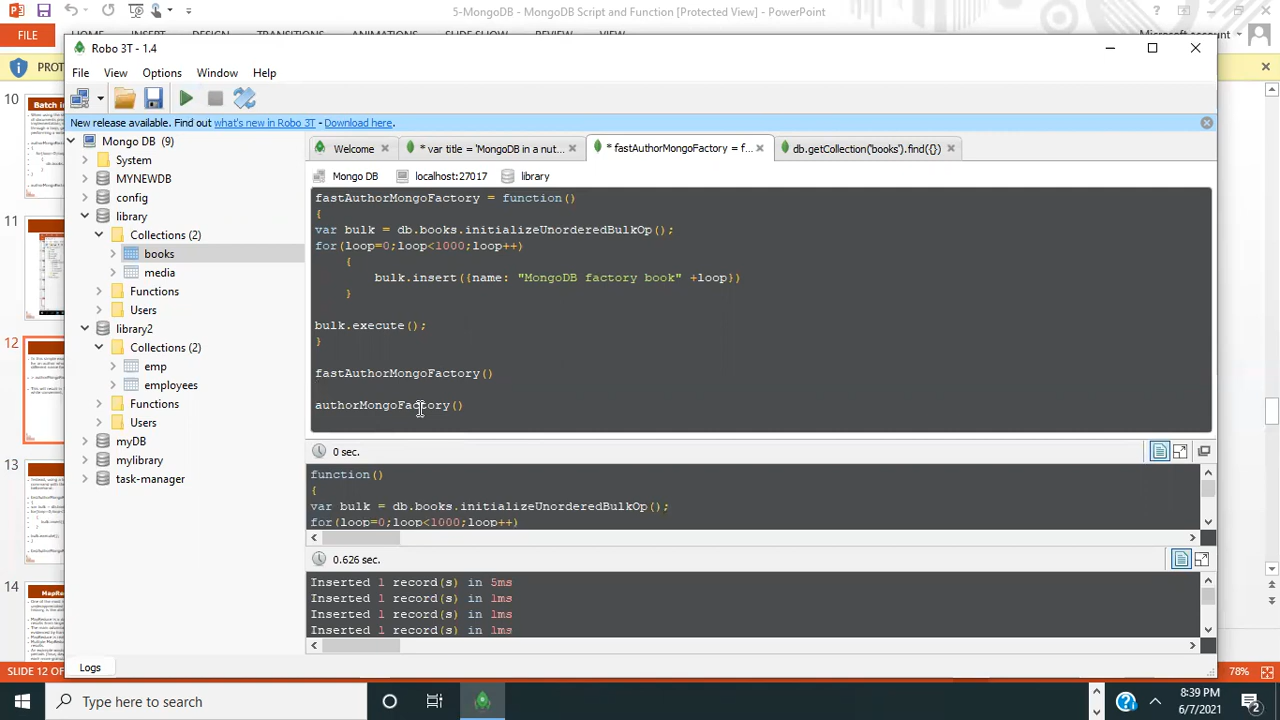 5-MongoDB - MongoDB Script and Function [Protected View] - PowerPoint
FILE
Microsoft account
PROT
Robo 3T - 1.4
File View Options Window Help
New release available. Find out what's new in Robo 3T - Download here.
Mongo DB (9)
System
MYNEWDB
config
library
Collections (2)
books
media
Functions
Users
library2
Collections (2)
emp
employees
Functions
Users
myDB
mylibrary
task-manager
Welcome
* var title = 'MongoDB in a nut...
* fastAuthorMongoFactory =
db.getCollection('books').find({})
Mongo DB localhost:27017 library
fastAuthorMongoFactory = function()
{
var bulk = db.books.initializeUnorderedBulkOp();
for(loop=0;loop<1000;loop++)
{
bulk.insert({name: "MongoDB factory book" +loop})
}
bulk.execute();
}
fastAuthorMongoFactory()
authorMongoFactory()
0 sec.
function()
{
var bulk = db.books.initializeUnorderedBulkOp();
for(loop=0;loop<1000;loop++)
0.626 sec.
Inserted 1 record(s) in 5ms
Inserted 1 record(s) in 1ms
Inserted 1 record(s) in 1ms
Inserted 1 record(s) in 1ms
Logs
10
Batch in
11
12
13
14
MapRe
SLIDE 12 OF
78%
Type here to search
8:39 PM
6/7/2021
2